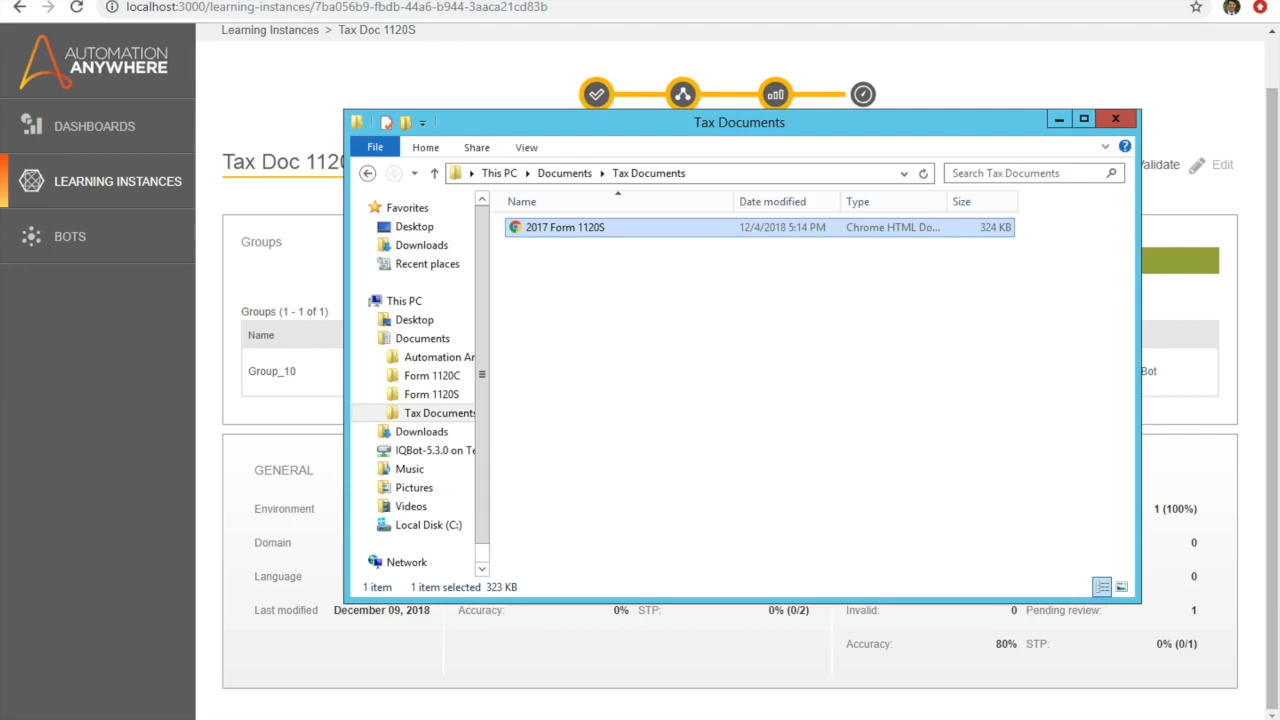 localhost:3000/learning-instances/7ba056b9-fbdb-44a6-b944-3aaca21cd83b
Learning Instances > Tax Doc 1120S
AUTOMATION
ANYWHERE
DASHBOARDS
LEARNING INSTANCES
BOTS
Tax Doc 1120
Validate
Edit
Groups
Groups (1 - 1 of 1)
Name
Group_10
Bot
Tax Documents
File Home Share View
This PC Documents Tax Documents
Search Tax Documents
Name Date modified Type Size
2017 Form 1120S 12/4/2018 5:14 PM Chrome HTML Do... 324 KB
Favorites
Desktop
Downloads
Recent places
This PC
Desktop
Documents
Automation An
Form 1120C
Form 1120S
Tax Documents
Downloads
IQBot-5.3.0 on Te
Music
Pictures
Videos
Local Disk (C:)
Network
1 item 1 item selected 323 KB
GENERAL
Environment
Domain
Language
Last modified December 09, 2018
Accuracy: 0% STP: 0% (0/2)
1 (100%)
0
0
Invalid: 0 Pending review: 1
Accuracy: 80% STP: 0% (0/1)